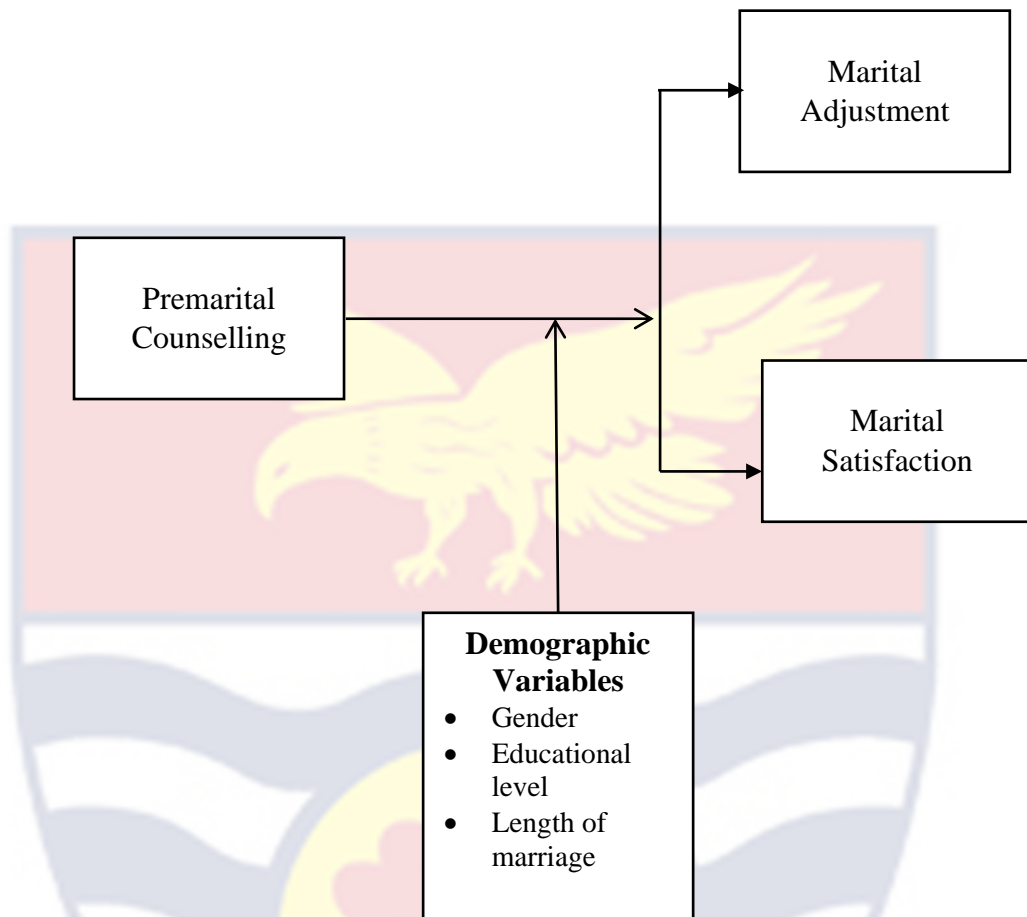 Marital
Adjustment
Premarital
Counselling
Marital
Satisfaction
Demographic
Variables
• Gender
• Educational
level
• Length of
marriage